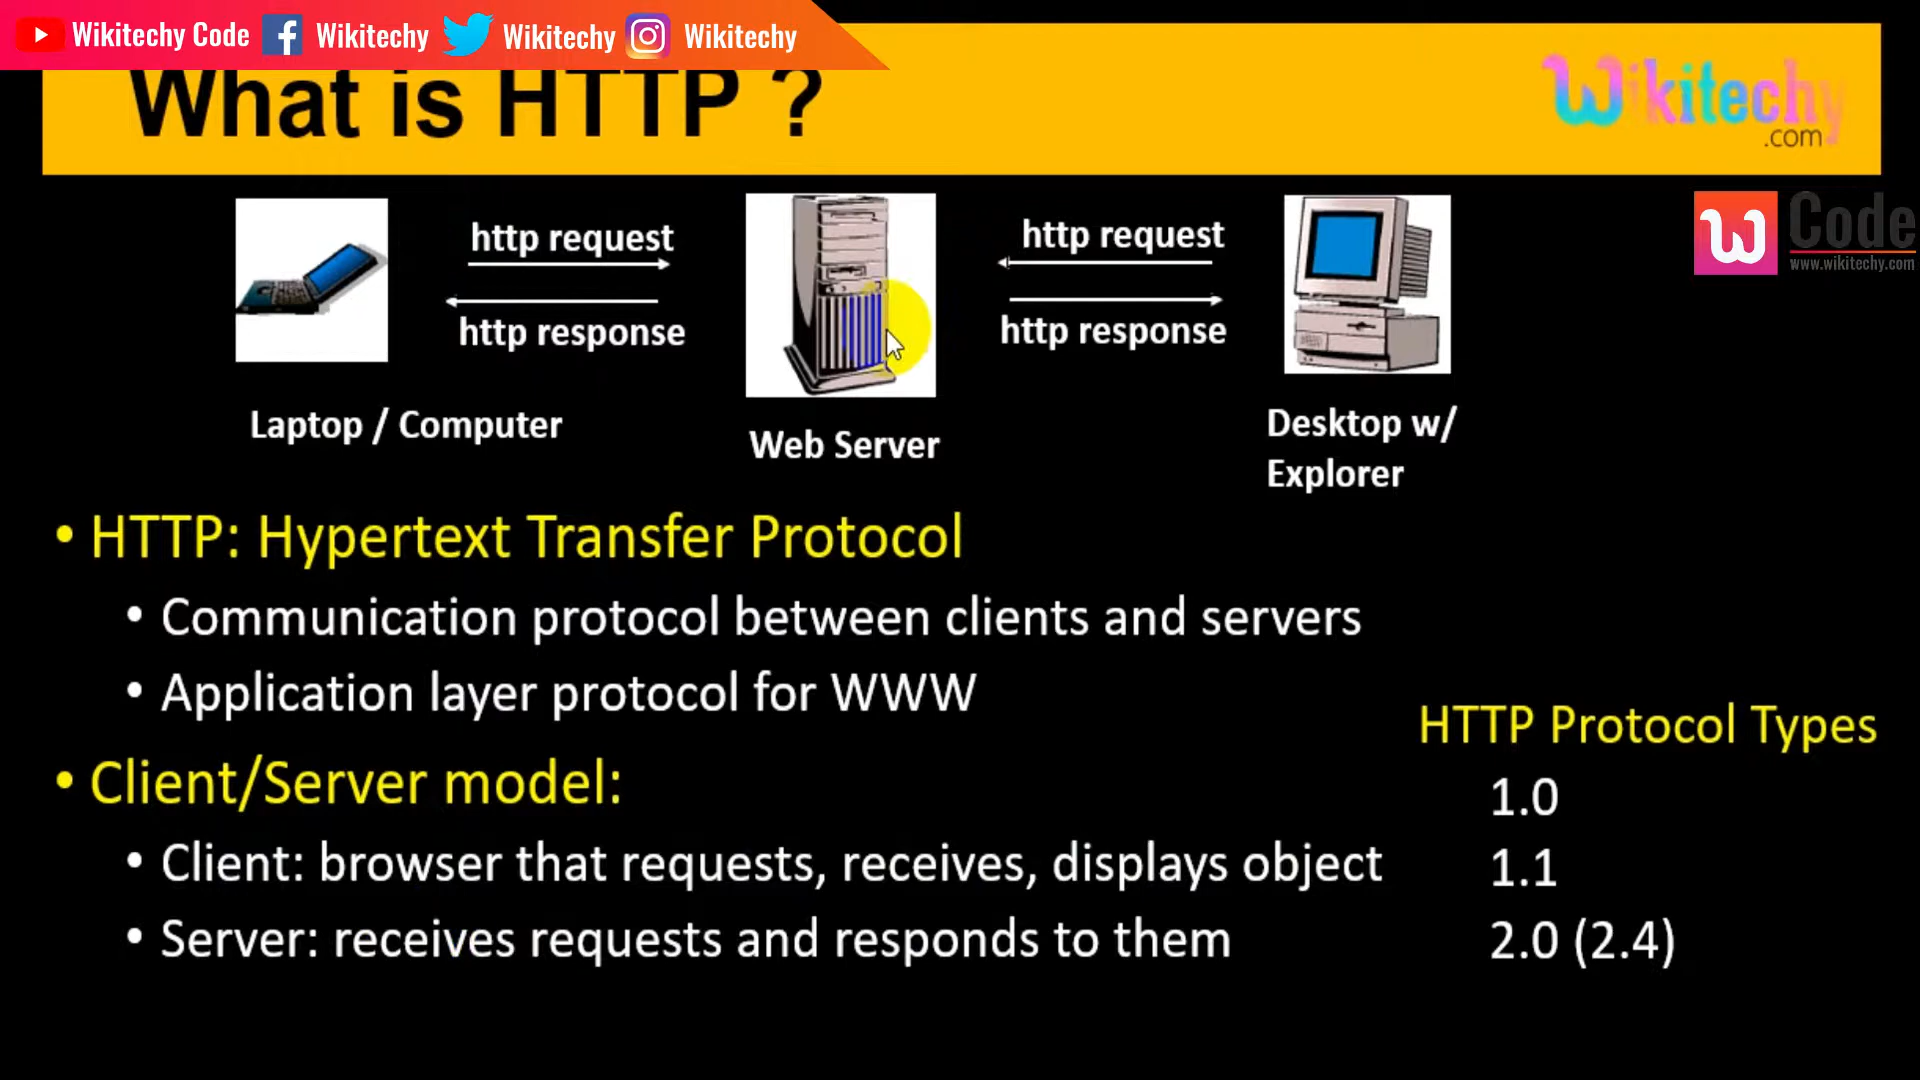 Wikitechy Code Wikitechy Wikitechy Wikitechy
What is HTTP ?
Wikitechy
.com
W Code
www.wikitechy.com
http request
http response
http request
http response
Laptop / Computer
Web Server
Desktop w/
Explorer
• HTTP: Hypertext Transfer Protocol
• Communication protocol between clients and servers
• Application layer protocol for WWW
• Client/Server model:
• Client: browser that requests, receives, displays object
• Server: receives requests and responds to them
HTTP Protocol Types
1.0
1.1
2.0 (2.4)